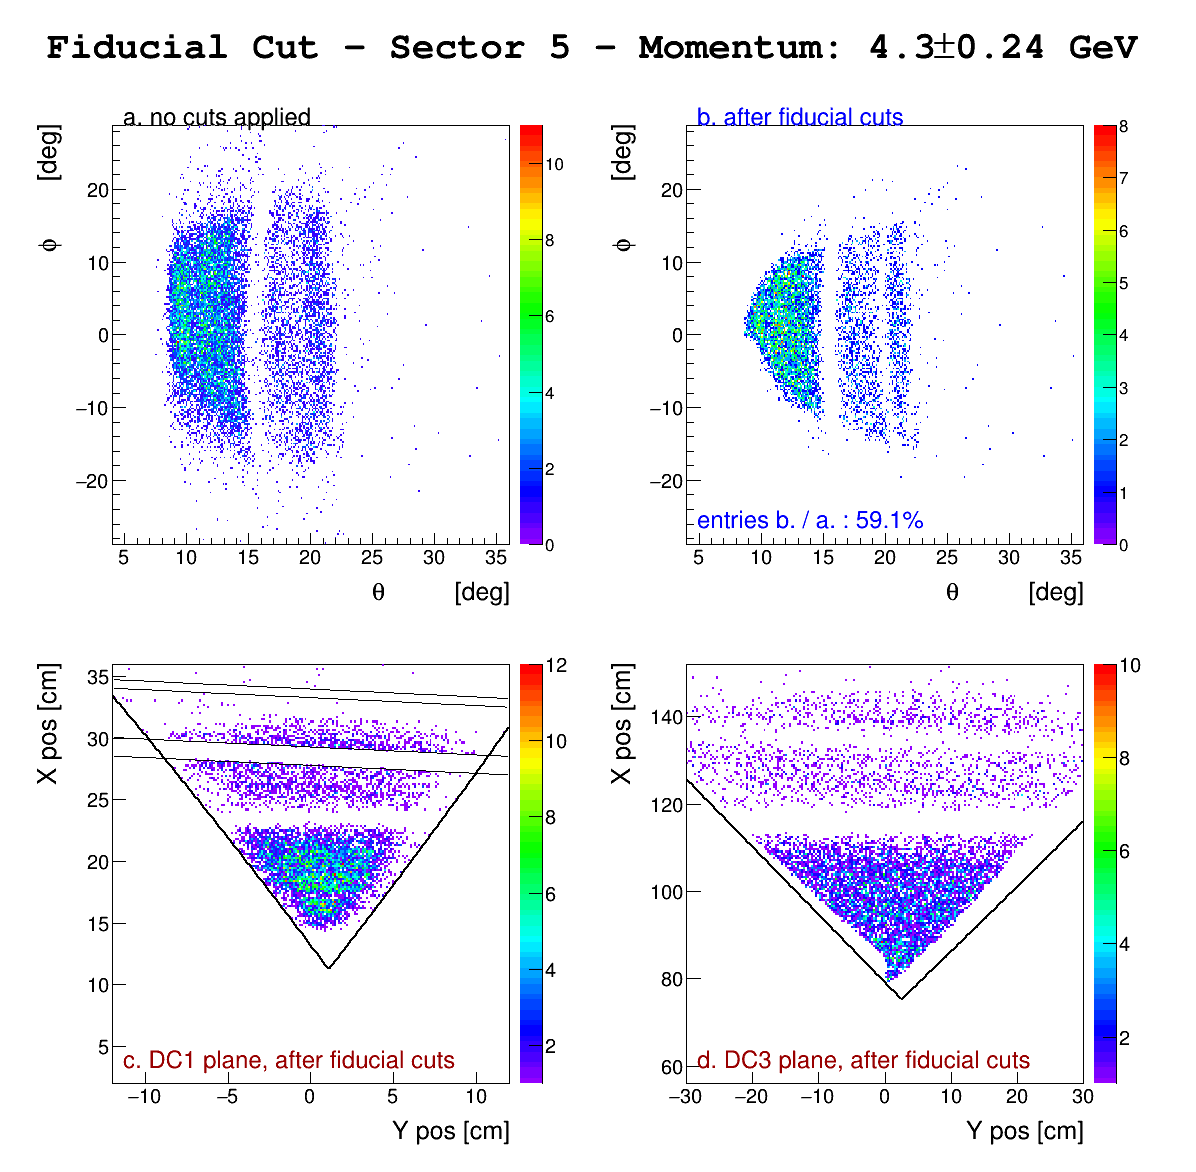 Fiducial Cut – Sector 5 – Momentum: 4.3±0.24 GeV
a. no cuts applied
ϕ [deg]
20
10
0
−10
−20
5 10 15 20 25 30 35
θ [deg]
10
8
6
4
2
0
b. after fiducial cuts
ϕ [deg]
20
10
0
−10
−20
entries b. / a. : 59.1%
5 10 15 20 25 30 35
θ [deg]
8
7
6
5
4
3
2
1
0
X pos [cm]
35
30
25
20
15
10
5
c. DC1 plane, after fiducial cuts
−10 −5 0 5 10
Y pos [cm]
12
10
8
6
4
2
X pos [cm]
140
120
100
80
60
d. DC3 plane, after fiducial cuts
−30 −20 −10 0 10 20 30
Y pos [cm]
10
8
6
4
2